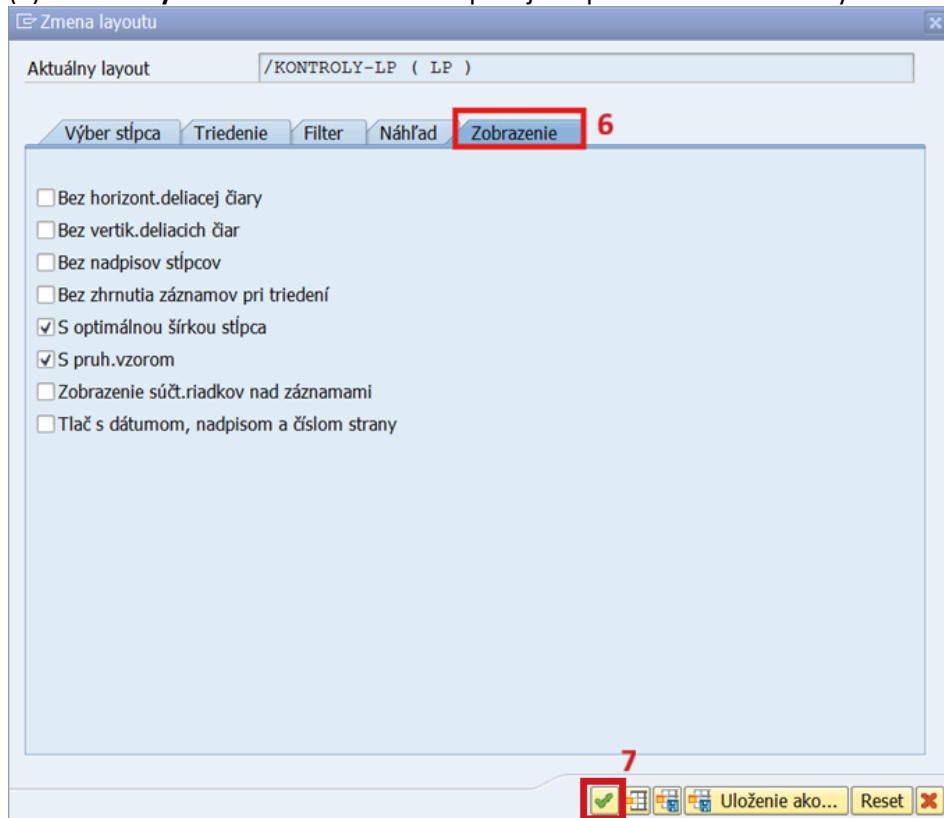 Zmena layoutu
Aktuálny layout /KONTROLY-LP ( LP )
Výber stĺpca Triedenie Filter Náhľad Zobrazenie 6
Bez horizont.deliacej čiary
Bez vertik.deliacich čiar
Bez nadpisov stĺpcov
Bez zhrnutia záznamov pri triedení
S optimálnou šírkou stĺpca
S pruh.vzorom
Zobrazenie súčt.riadkov nad záznamami
Tlač s dátumom, nadpisom a číslom strany
7
Uloženie ako... Reset